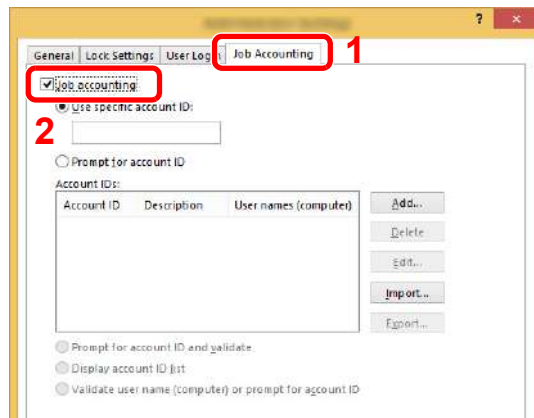 ? ×
General Lock Settings User Login Job Accounting 1
Job accounting
Use specific account ID:
2
Prompt for account ID
Account IDs:
Account ID Description User names (computer) Add...
Delete
Edit...
Import...
Export...
Prompt for account ID and validate
Display account ID list
Validate user name (computer) or prompt for account ID